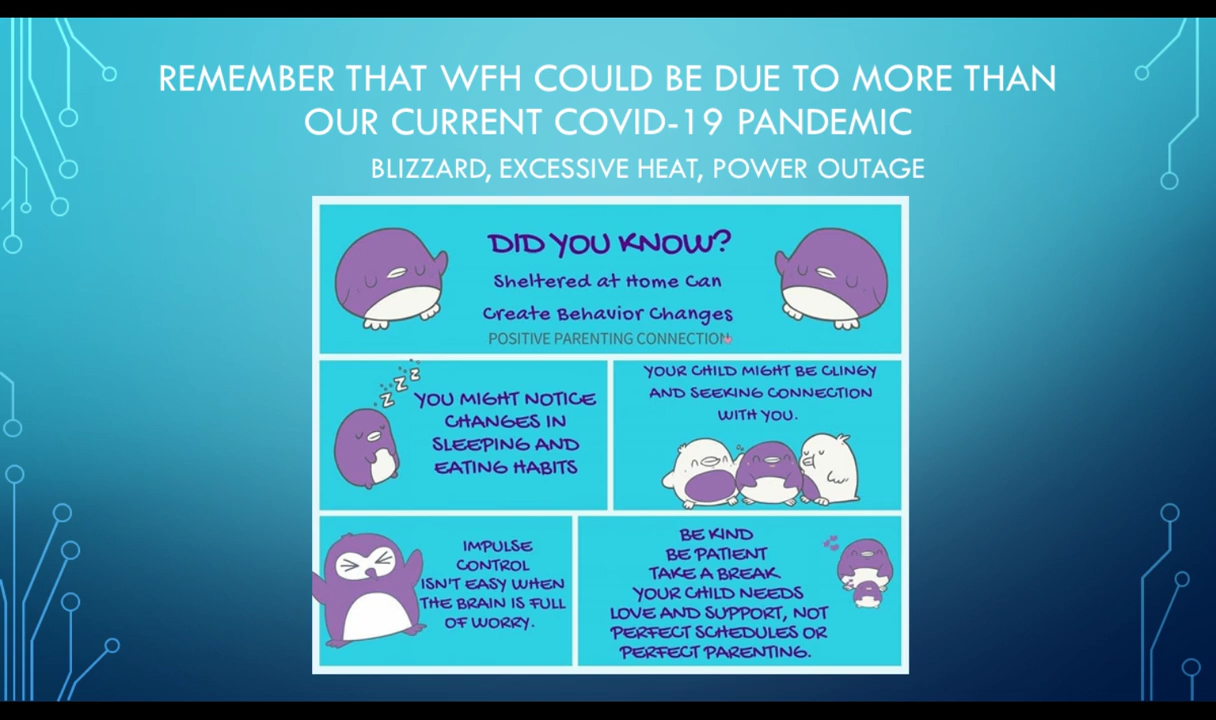 REMEMBER THAT WFH COULD BE DUE TO MORE THAN
OUR CURRENT COVID-19 PANDEMIC
BLIZZARD, EXCESSIVE HEAT, POWER OUTAGE
DID YOU KNOW?
Sheltered at Home Can
Create Behavior Changes
POSITIVE PARENTING CONNECTION
Z Z Z
YOU MIGHT NOTICE
CHANGES IN
SLEEPING AND
EATING HABITS
YOUR CHILD MIGHT BE CLINGY
AND SEEKING CONNECTION
WITH YOU.
IMPULSE
CONTROL
ISN'T EASY WHEN
THE BRAIN IS FULL
OF WORRY.
BE KIND
BE PATIENT
TAKE A BREAK
YOUR CHILD NEEDS
LOVE AND SUPPORT, NOT
PERFECT SCHEDULES OR
PERFECT PARENTING.